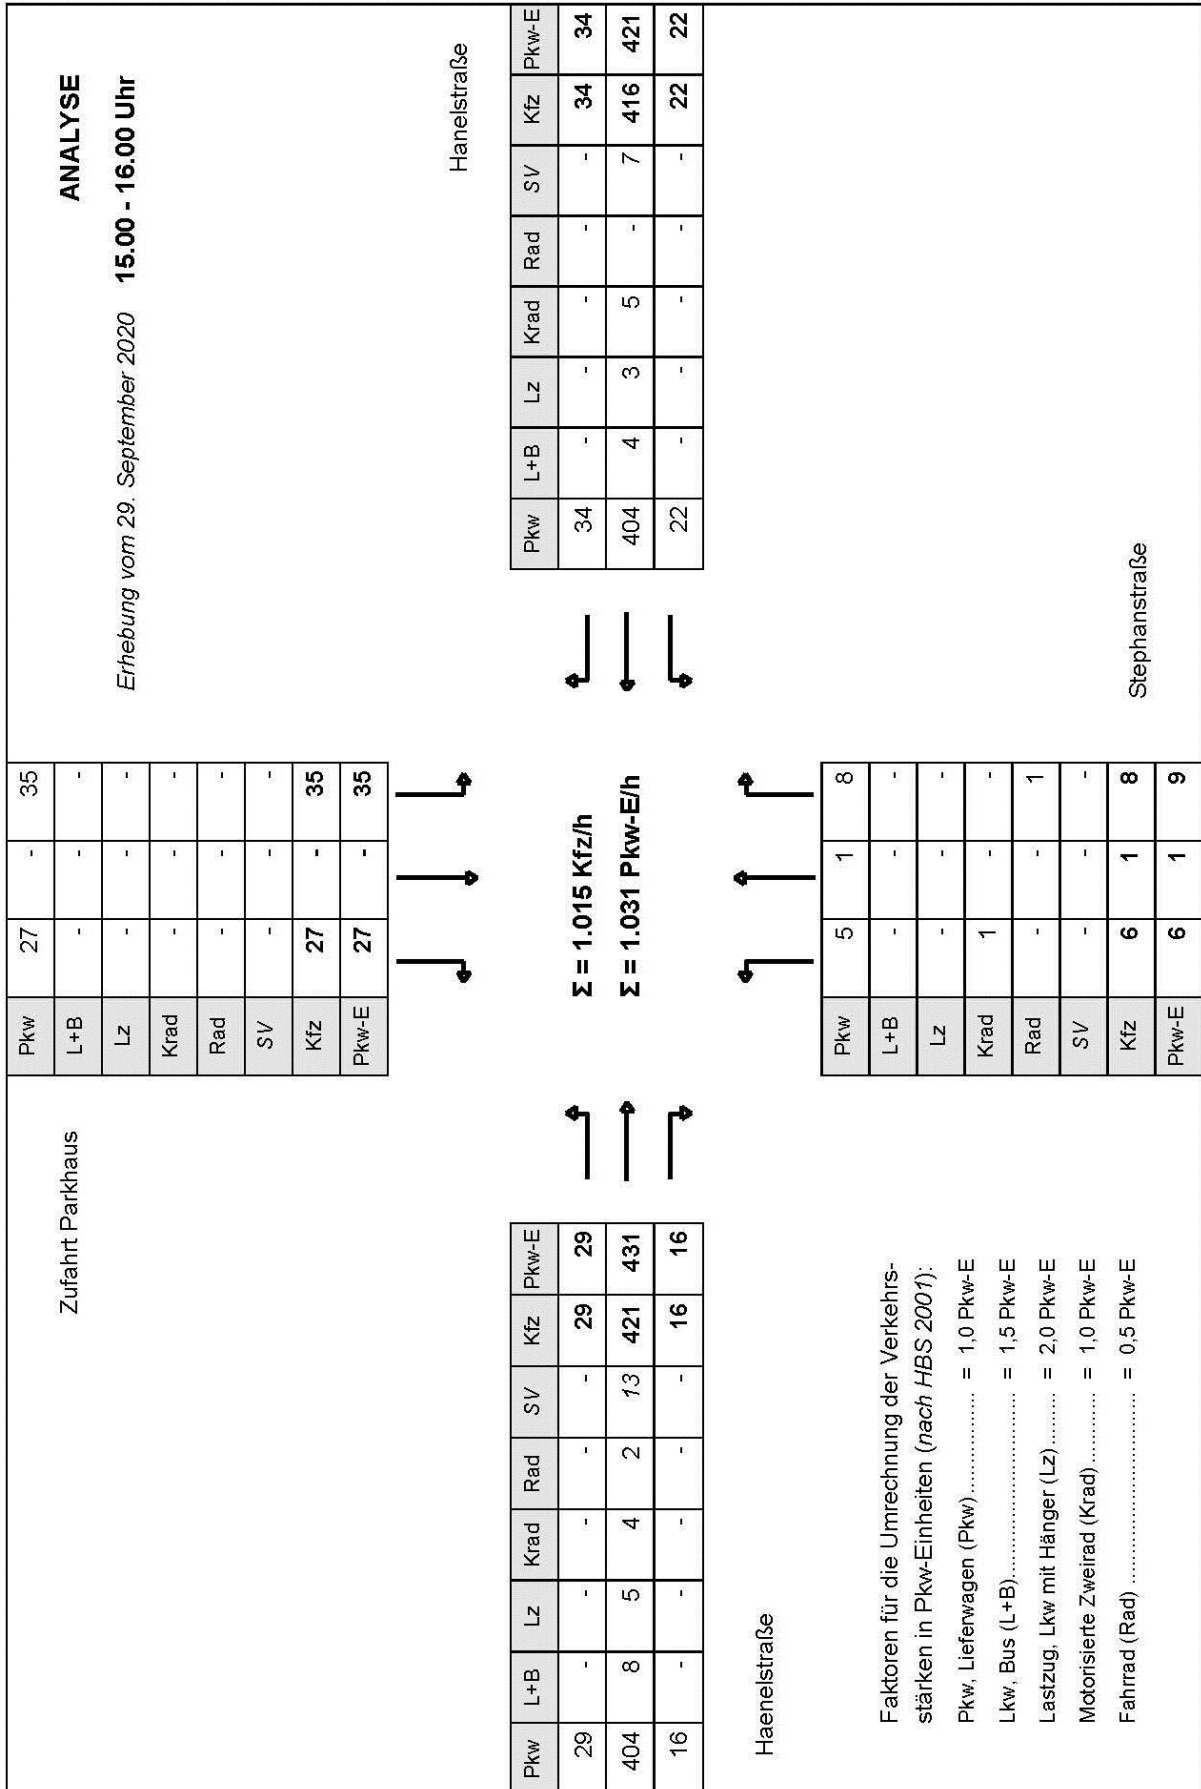 ANALYSE
Erhebung vom 29. September 2020 15.00 - 16.00 Uhr
Zufahrt Parkhaus
Pkw 27 - 35
L+B - - -
Lz - - -
Krad - - -
Rad - - -
SV - - -
Kfz 27 - 35
Pkw-E 27 - 35
Hanelstraße
Pkw L+B Lz Krad Rad SV Kfz Pkw-E
34 - - - - - 34 34
404 4 3 5 - 7 416 421
22 - - - - - 22 22
Σ = 1.015 Kfz/h
Σ = 1.031 Pkw-E/h
Pkw L+B Lz Krad Rad SV Kfz Pkw-E
29 - - - - - 29 29
404 8 5 4 2 13 421 431
16 - - - - - 16 16
Haenelstraße
Stephanstraße
Pkw 5 1 8
L+B - - -
Lz - - -
Krad 1 - -
Rad - - 1
SV - - -
Kfz 6 1 8
Pkw-E 6 1 9
Faktoren für die Umrechnung der Verkehrs-
stärken in Pkw-Einheiten (nach HBS 2001):
Pkw, Lieferwagen (Pkw)................. = 1,0 Pkw-E
Lkw, Bus (L+B)................................. = 1,5 Pkw-E
Lastzug, Lkw mit Hänger (Lz)......... = 2,0 Pkw-E
Motorisierte Zweirad (Krad)............ = 1,0 Pkw-E
Fahrrad (Rad)................................... = 0,5 Pkw-E